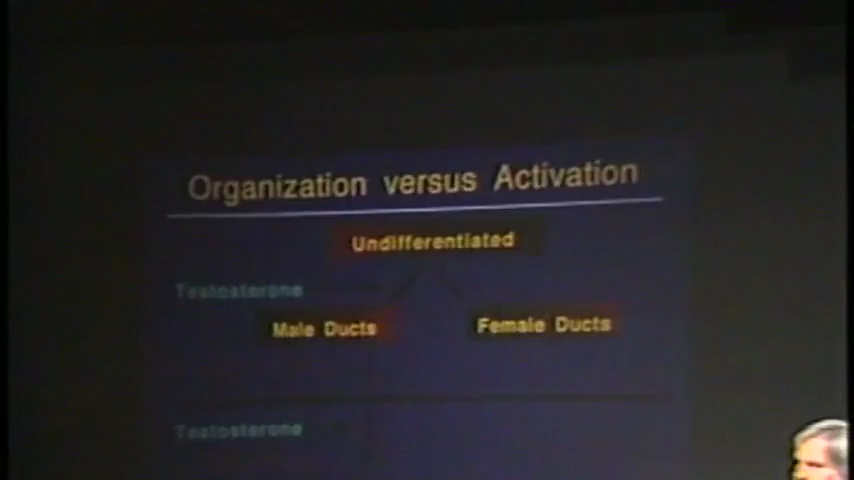 Organization versus Activation
Undifferentiated
Testosterone
Male Ducts Female Ducts
Testosterone